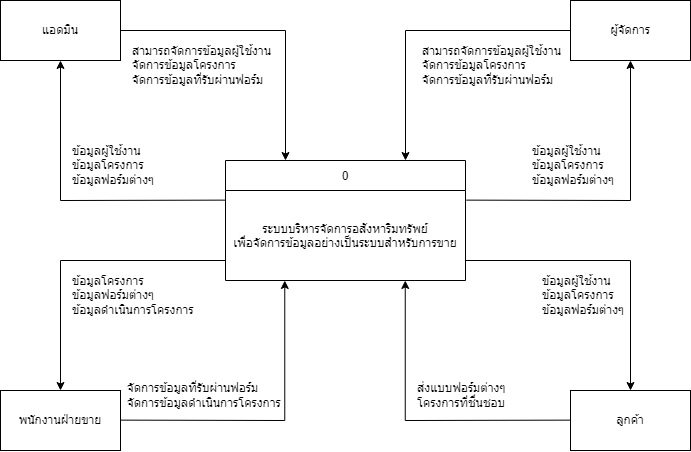 แอดมิน
ผู้จัดการ
สามารถจัดการข้อมูลผู้ใช้งาน
จัดการข้อมูลโครงการ
จัดการข้อมูลที่รับผ่านฟอร์ม
สามารถจัดการข้อมูลผู้ใช้งาน
จัดการข้อมูลโครงการ
จัดการข้อมูลที่รับผ่านฟอร์ม
ข้อมูลผู้ใช้งาน
ข้อมูลโครงการ
ข้อมูลฟอร์มต่างๆ
ข้อมูลผู้ใช้งาน
ข้อมูลโครงการ
ข้อมูลฟอร์มต่างๆ
0
ระบบบริหารจัดการอสังหาริมทรัพย์
เพื่อจัดการข้อมูลอย่างเป็นระบบสำหรับการขาย
ข้อมูลโครงการ
ข้อมูลฟอร์มต่างๆ
ข้อมูลดำเนินการโครงการ
ข้อมูลผู้ใช้งาน
ข้อมูลโครงการ
ข้อมูลฟอร์มต่างๆ
จัดการข้อมูลที่รับผ่านฟอร์ม
จัดการข้อมูลดำเนินการโครงการ
ส่งแบบฟอร์มต่างๆ
โครงการที่ชื่นชอบ
พนักงานฝ่ายขาย
ลูกค้า